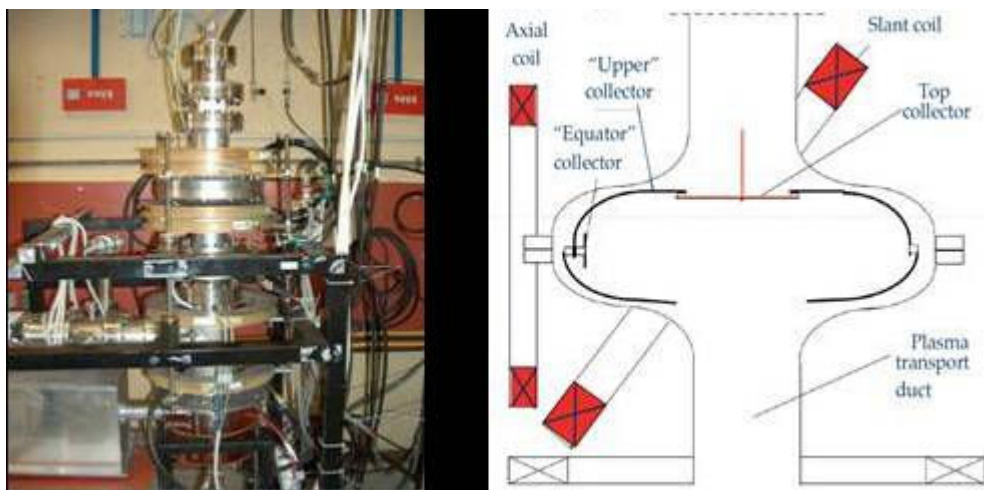 Axial
coil
Slant coil
“Upper”
collector
Top
collector
“Equator”
collector
Plasma
transport
duct